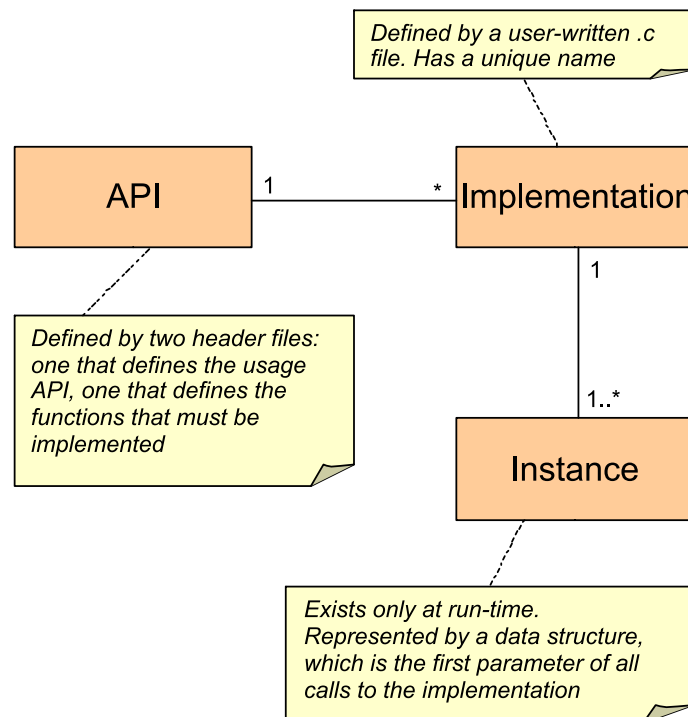 Defined by a user-written .c
file. Has a unique name
API
1
*
Implementation
1
Defined by two header files:
one that defines the usage
API, one that defines the
functions that must be
implemented
1..*
Instance
Exists only at run-time.
Represented by a data structure,
which is the first parameter of all
calls to the implementation